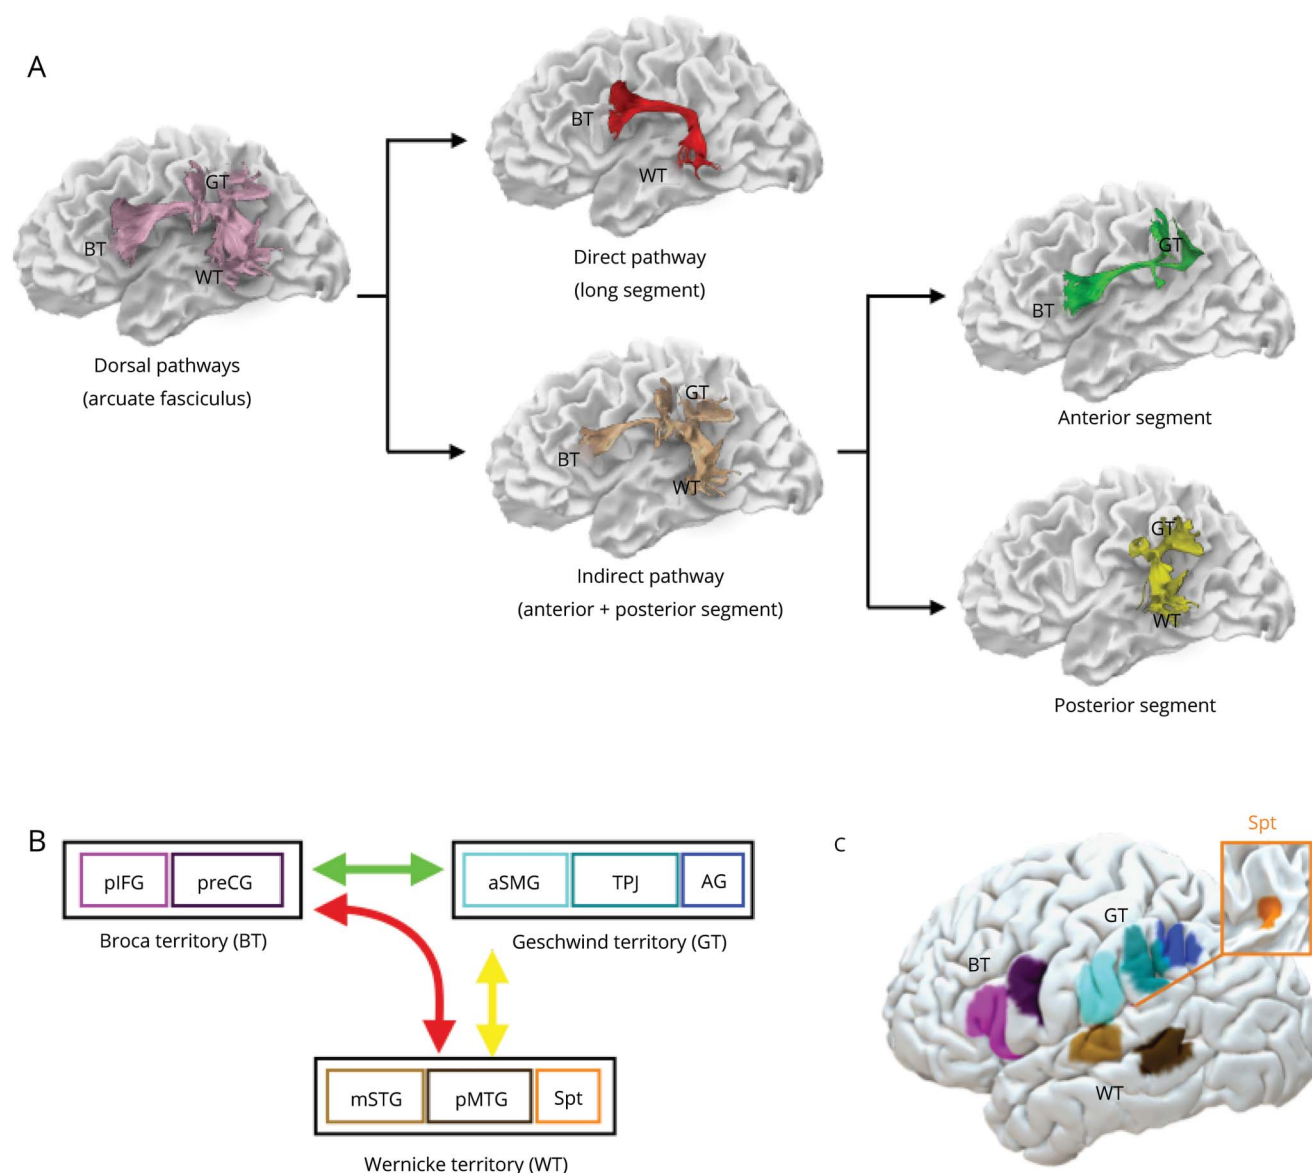 A
BT
GT
WT
Dorsal pathways
(arcuate fasciculus)
BT
WT
Direct pathway
(long segment)
BT
GT
WT
Indirect pathway
(anterior + posterior segment)
BT
GT
Anterior segment
GT
WT
Posterior segment
B
pIFG
preCG
Broca territory (BT)
aSMG
TPJ
AG
Geschwind territory (GT)
mSTG
pMTG
Spt
Wernicke territory (WT)
C
Spt
GT
BT
WT